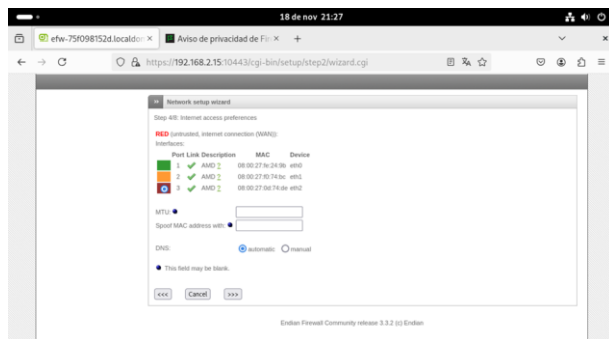 18 de nov 21:27
efw-75f098152d.localdon ×
Aviso de privacidad de Fir ×
https://192.168.2.15:10443/cgi-bin/setup/step2/wizard.cgi
Network setup wizard
Step 4/8: Internet access preferences
RED (untrusted, internet connection (WAN)):
Interfaces:
Port Link Description MAC Device
1 AMD ? 08:00:27:fe:24:9b eth0
2 AMD ? 08:00:27:f0:74:bc eth1
3 AMD ? 08:00:27:0d:74:de eth2
MTU:
Spoof MAC address with:
DNS: automatic manual
This field may be blank.
<<< Cancel >>>
Endian Firewall Community release 3.3.2 (c) Endian